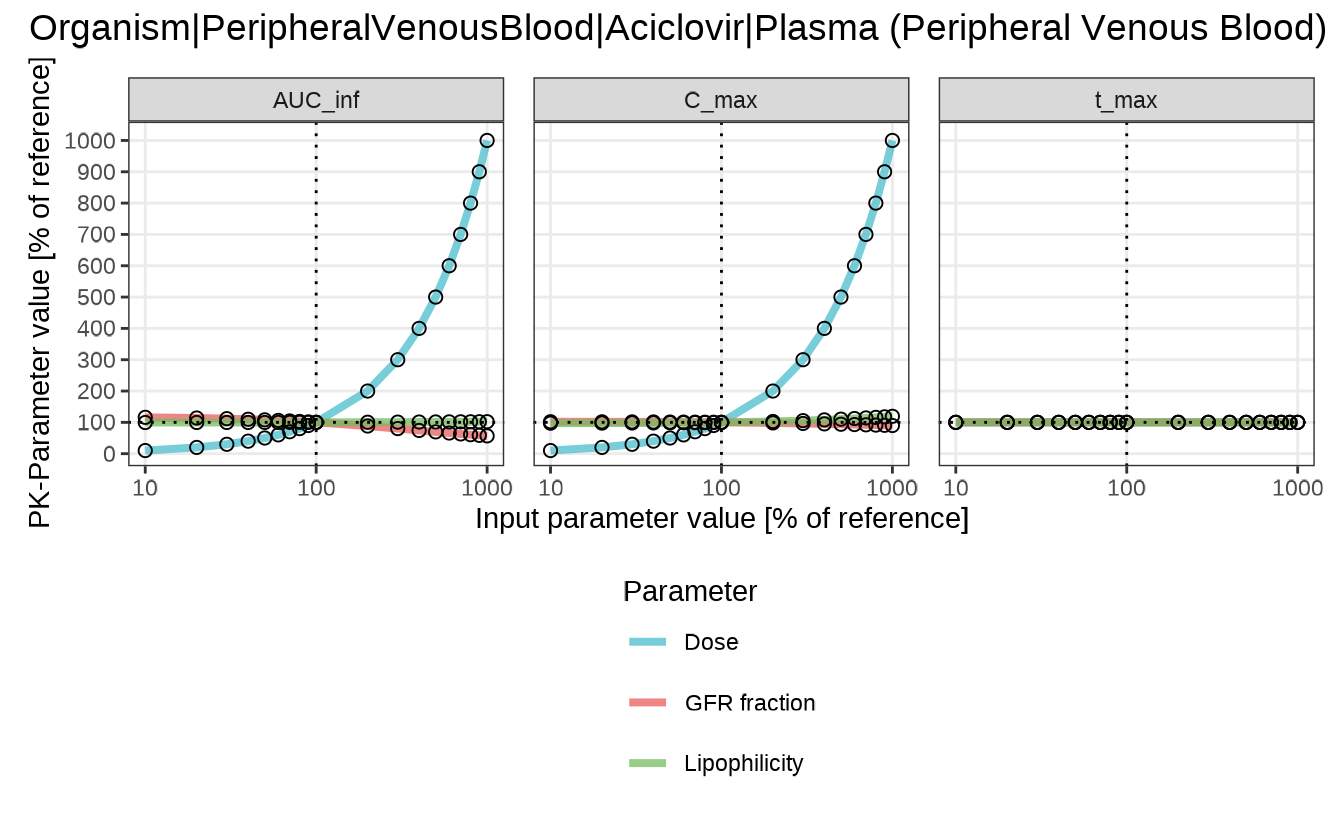 Organism|PeripheralVenousBlood|Aciclovir|Plasma (Peripheral Venous Blood)
PK-Parameter value [% of reference]
AUC_inf
C_max
t_max
1000
900
800
700
600
500
400
300
200
100
0
10 100 1000
10 100 1000
10 100 1000
Input parameter value [% of reference]
Parameter
Dose
GFR fraction
Lipophilicity